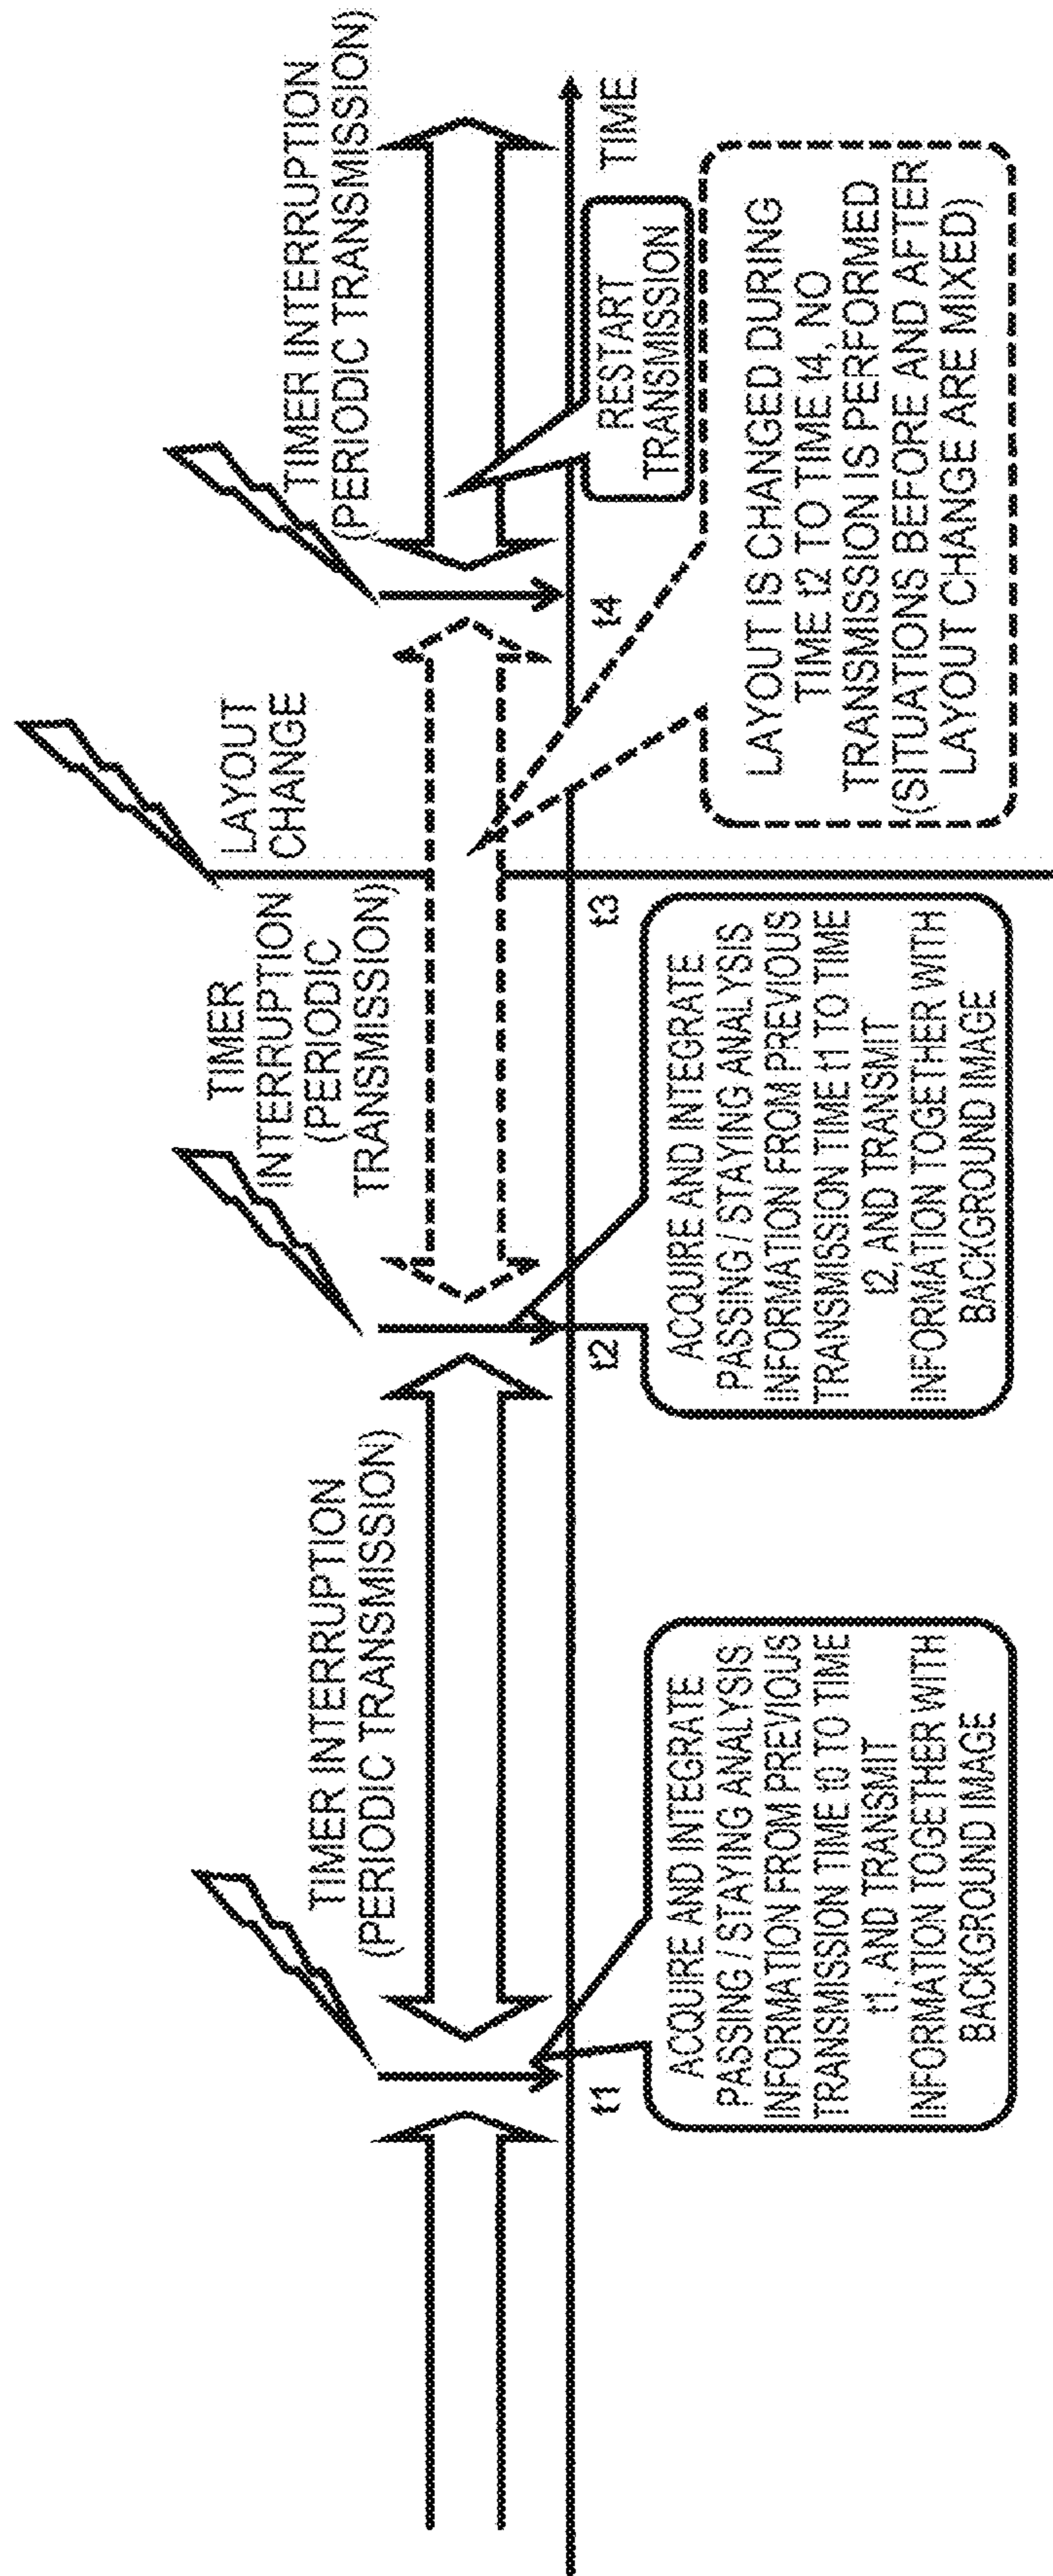 TIMER INTERRUPTION
(PERIODIC TRANSMISSION)
TIMER
INTERRUPTION
(PERIODIC
TRANSMISSION)
LAYOUT
CHANGE
TIMER INTERRUPTION
(PERIODIC TRANSMISSION)
t1
t2
t3
t4
TIME
ACQUIRE AND INTEGRATE
PASSING / STAYING ANALYSIS
INFORMATION FROM PREVIOUS
TRANSMISSION TIME t0 TO TIME
t1, AND TRANSMIT
INFORMATION TOGETHER WITH
BACKGROUND IMAGE
ACQUIRE AND INTEGRATE
PASSING / STAYING ANALYSIS
INFORMATION FROM PREVIOUS
TRANSMISSION TIME t1 TO TIME
t2, AND TRANSMIT
INFORMATION TOGETHER WITH
BACKGROUND IMAGE
RESTART
TRANSMISSION
LAYOUT IS CHANGED DURING
TIME t2 TO TIME t4, NO
TRANSMISSION IS PERFORMED
(SITUATIONS BEFORE AND AFTER
LAYOUT CHANGE ARE MIXED)